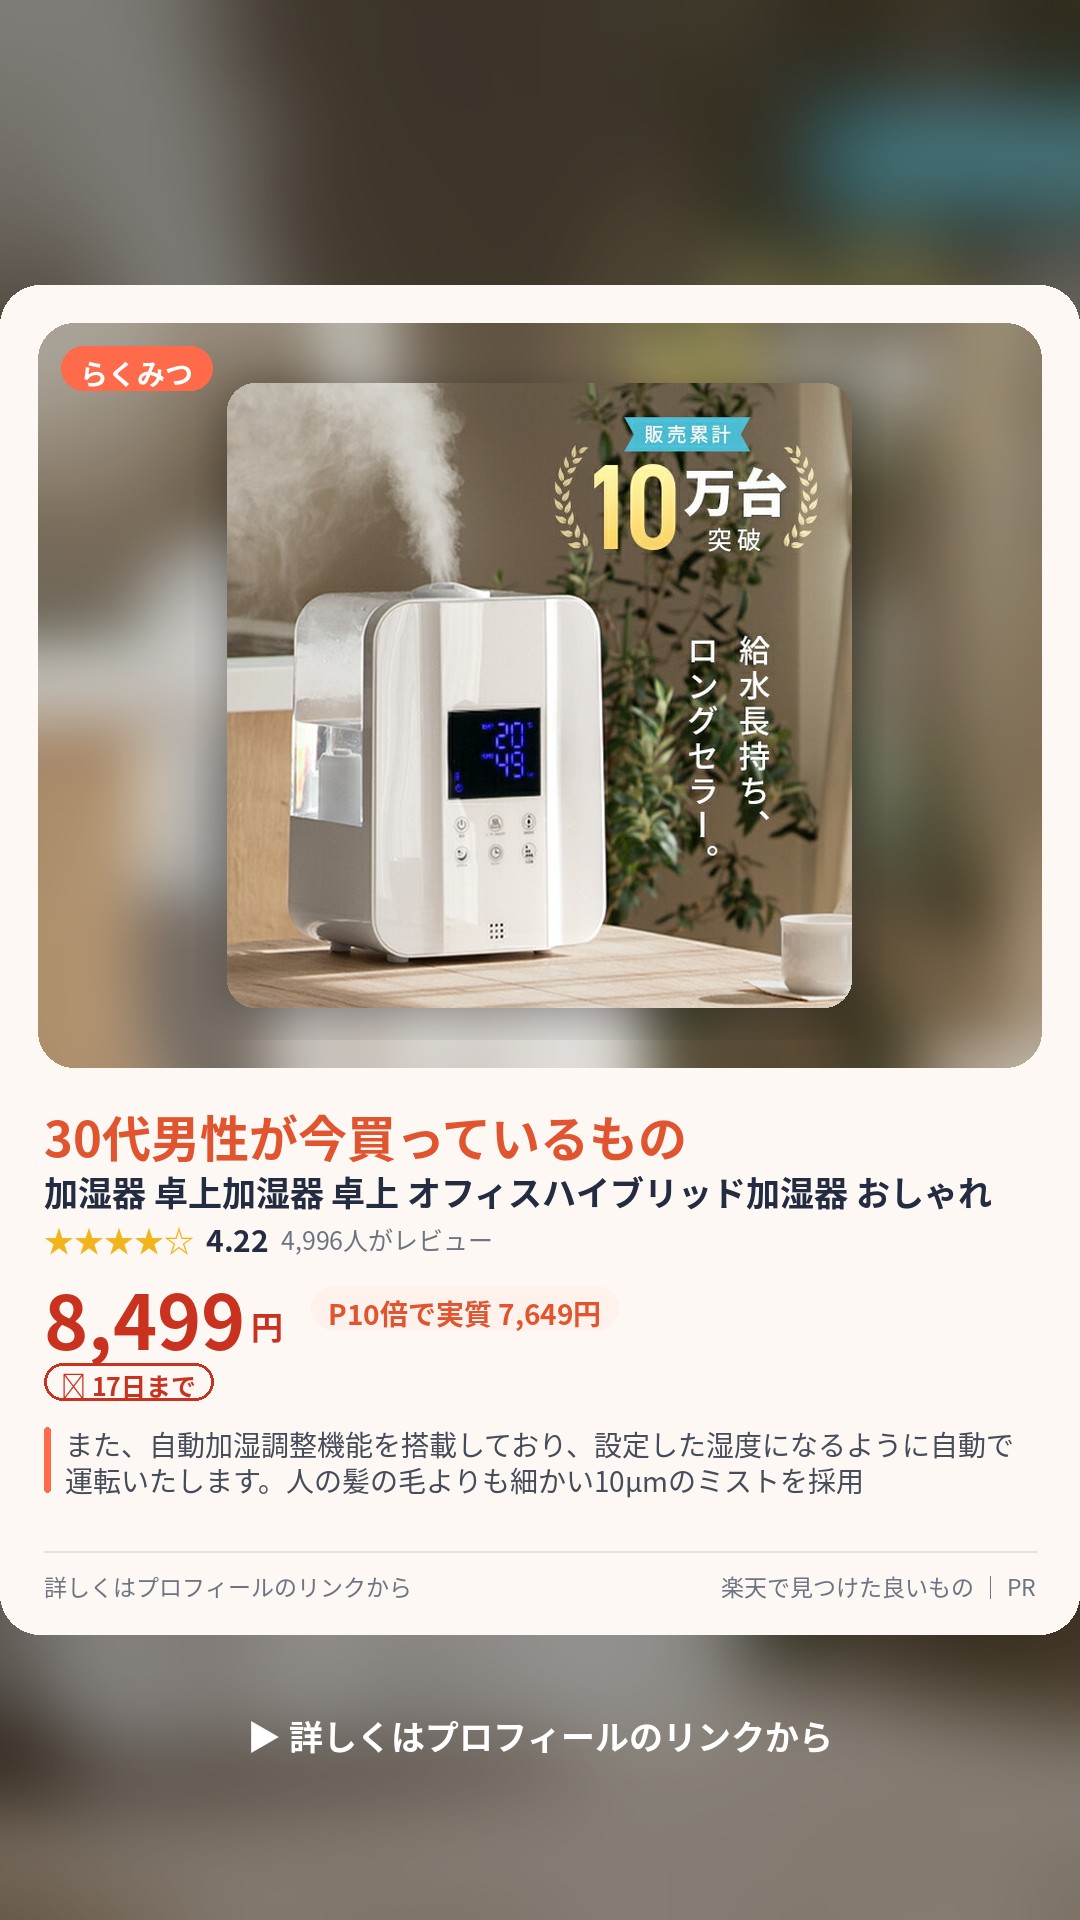 らくみつ
販売累計
10万台
突破
給水長持ち、
ロングセラー。
20
49
30代男性が今買っているもの
加湿器 卓上加湿器 卓上 オフィスハイブリッド加湿器 おしゃれ
★★★★☆ 4.22 4,996人がレビュー
8,499円 P10倍で実質 7,649円
17日まで
また、自動加湿調整機能を搭載しており、設定した湿度になるように自動で
運転いたします。人の髪の毛よりも細かい10μmのミストを採用
詳しくはプロフィールのリンクから
楽天で見つけた良いもの｜PR
▶ 詳しくはプロフィールのリンクから